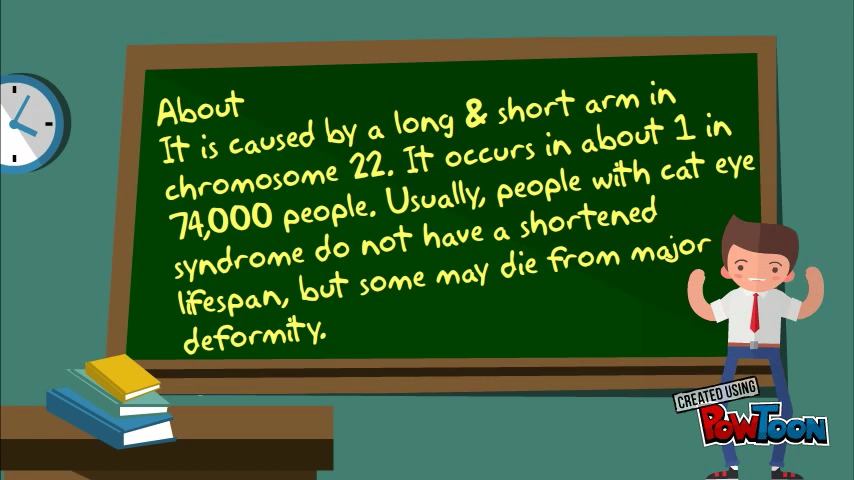 About
It is caused by a long & short arm in
chromosome 22. It occurs in about 1 in
74,000 people. Usually, people with cat eye
syndrome do not have a shortened
lifespan, but some may die from major
deformity.
CREATED USING
POWTOON